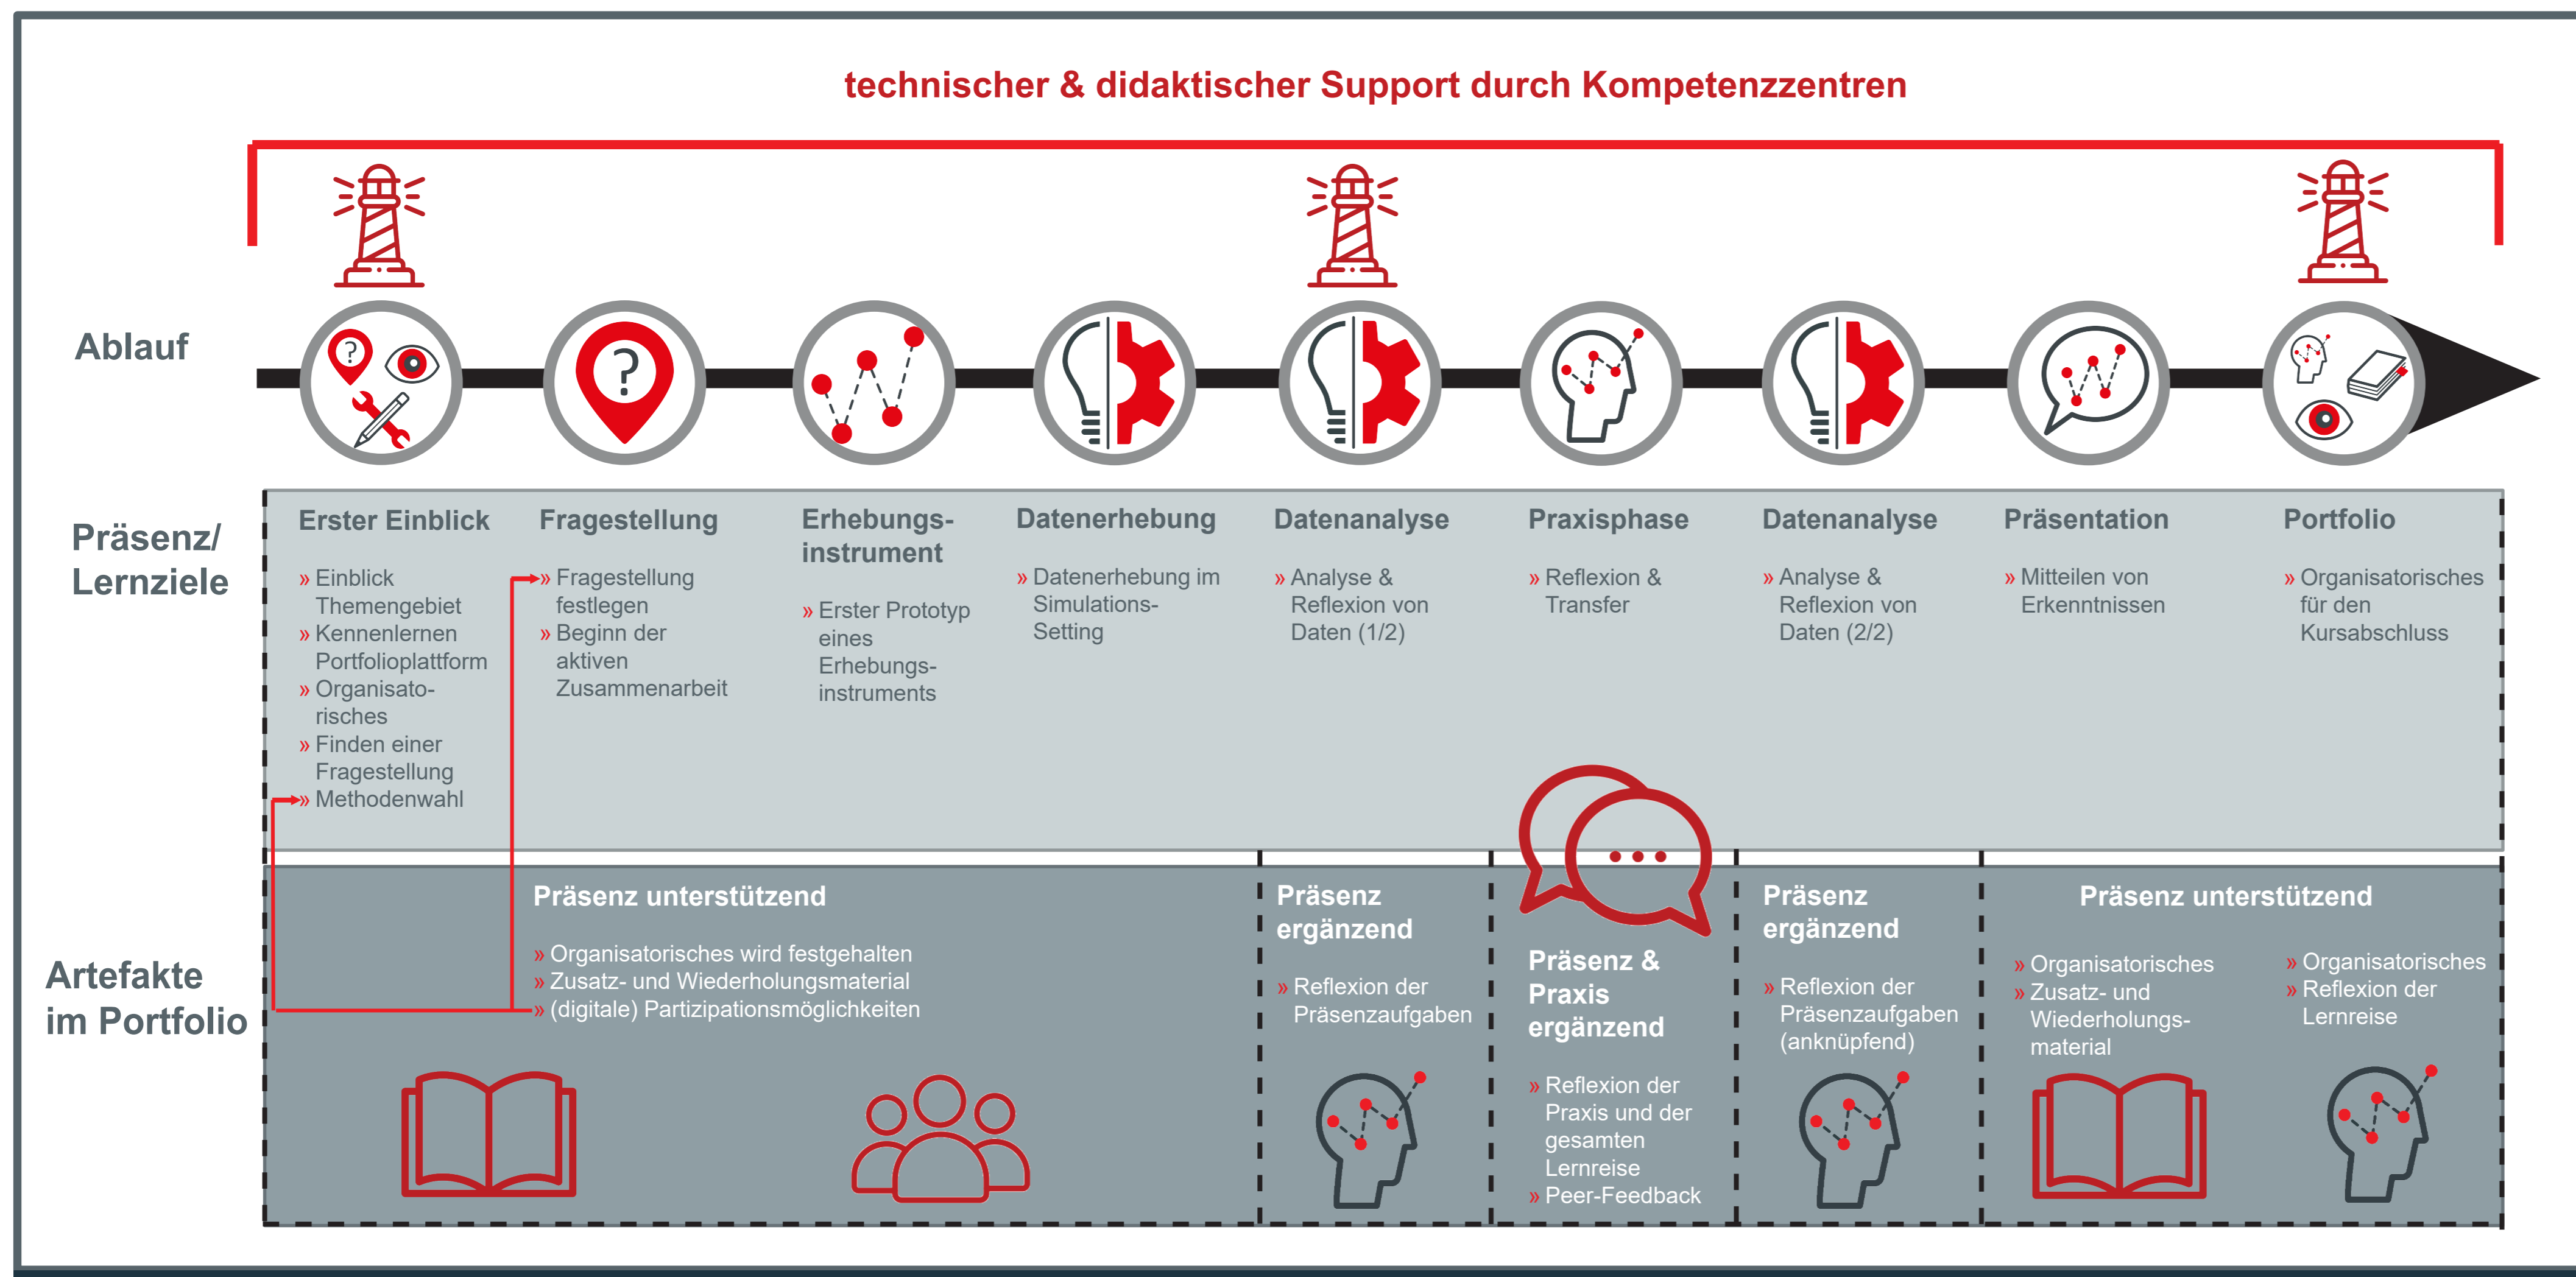 technischer & didaktischer Support durch Kompetenzzentren
Ablauf
?
?
Präsenz/
Lernziele
Erster Einblick
» Einblick
Themengebiet
» Kennenlernen
Portfolioplattform
» Organisato-
risches
» Finden einer
Fragestellung
» Methodenwahl
Fragestellung
» Fragestellung
festlegen
» Beginn der
aktiven
Zusammenarbeit
Erhebungs-
instrument
» Erster Prototyp
eines
Erhebungs-
instruments
Datenerhebung
» Datenerhebung im
Simulations-
Setting
Datenanalyse
» Analyse &
Reflexion von
Daten (1/2)
Praxisphase
» Reflexion &
Transfer
Datenanalyse
» Analyse &
Reflexion von
Daten (2/2)
Präsentation
» Mitteilen von
Erkenntnissen
Portfolio
» Organisatorisches
für den
Kursabschluss
Artefakte
im Portfolio
Präsenz unterstützend
» Organisatorisches wird festgehalten
» Zusatz- und Wiederholungsmaterial
» (digitale) Partizipationsmöglichkeiten
Präsenz
ergänzend
» Reflexion der
Präsenzaufgaben
Präsenz &
Praxis
ergänzend
» Reflexion der
Praxis und der
gesamten
Lernreise
» Peer-Feedback
Präsenz
ergänzend
» Reflexion der
Präsenzaufgaben
(anknüpfend)
Präsenz unterstützend
» Organisatorisches
» Zusatz- und
Wiederholungs-
material
» Organisatorisches
» Reflexion der
Lernreise